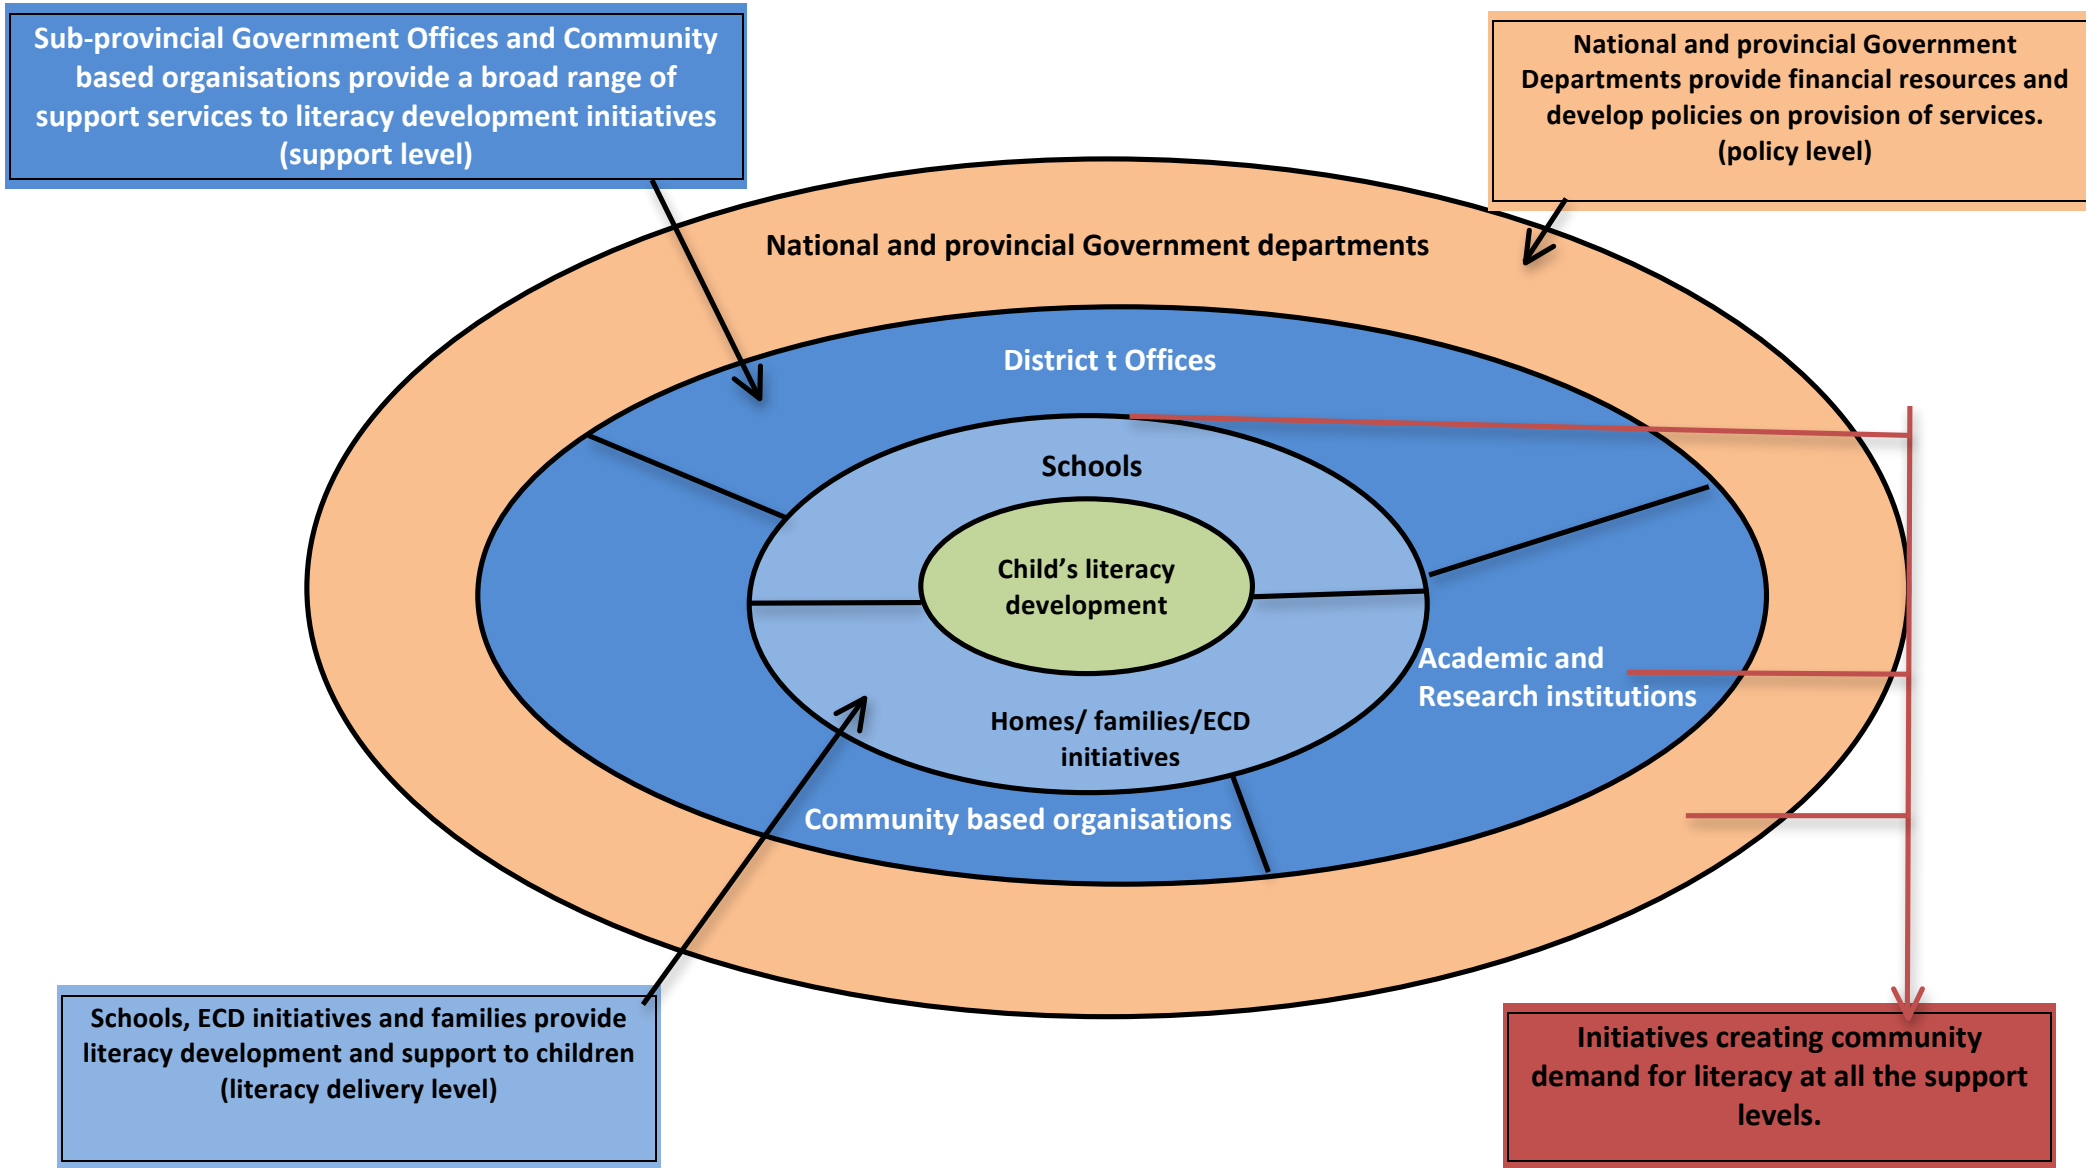 Sub-provincial Government Offices and Community
based organisations provide a broad range of
support services to literacy development initiatives
(support level)
National and provincial Government
Departments provide financial resources and
develop policies on provision of services.
(policy level)
National and provincial Government departments
District t Offices
Schools
Child’s literacy
development
Academic and
Research institutions
Homes/ families/ECD
initiatives
Community based organisations
Schools, ECD initiatives and families provide
literacy development and support to children
(literacy delivery level)
Initiatives creating community
demand for literacy at all the support
levels.